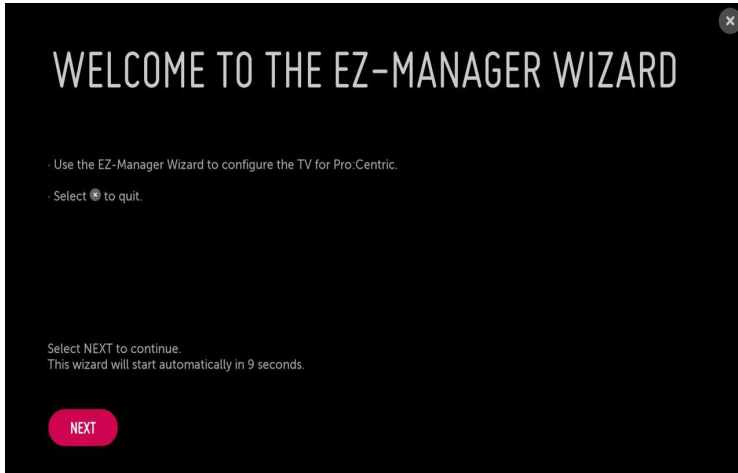 WELCOME TO THE EZ-MANAGER WIZARD
· Use the EZ-Manager Wizard to configure the TV for Pro:Centric.
· Select ⊗ to quit.
Select NEXT to continue.
This wizard will start automatically in 9 seconds.
NEXT